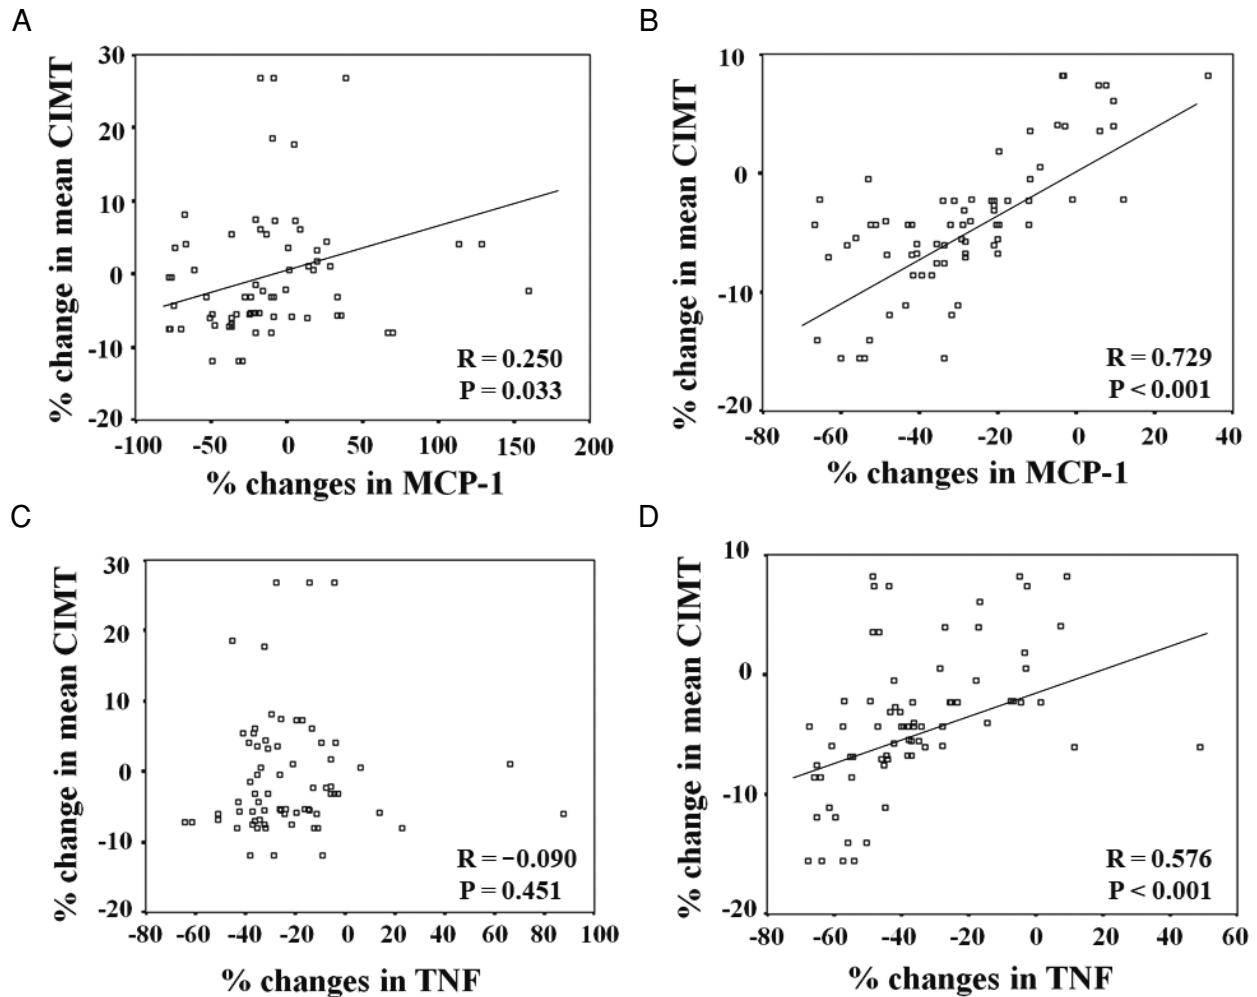 A
% change in mean CIMT
30
20
10
0
-10
-20
R = 0.250
P = 0.033
-100 -50 0 50 100 150 200
% changes in MCP-1
B
% change in mean CIMT
10
0
-10
-20
R = 0.729
P < 0.001
-80 -60 -40 -20 0 20 40
% changes in MCP-1
C
% change in mean CIMT
30
20
10
0
-10
-20
R = −0.090
P = 0.451
-80 -60 -40 -20 0 20 40 60 80 100
% changes in TNF
D
% change in mean CIMT
10
0
-10
-20
R = 0.576
P < 0.001
-80 -60 -40 -20 0 20 40 60
% changes in TNF